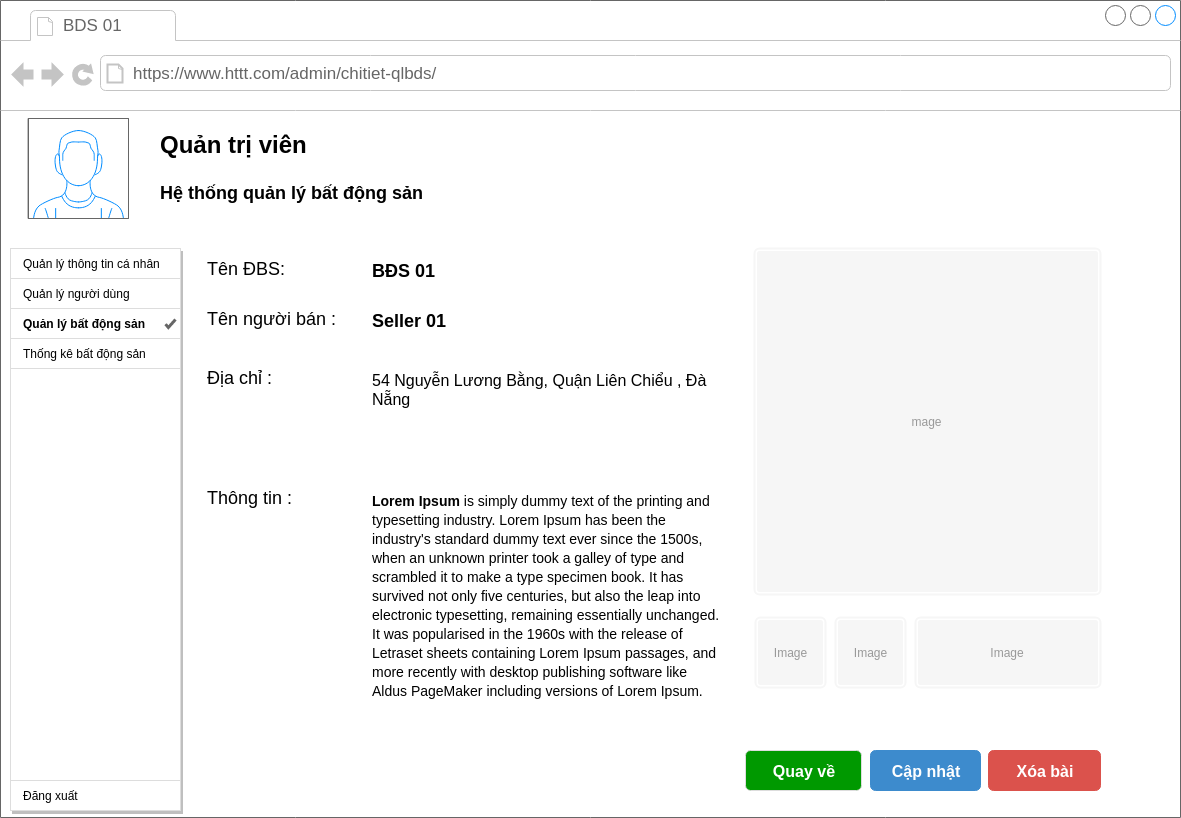 BDS 01
https://www.httt.com/admin/chitiet-qlbds/
Quản trị viên
Hệ thống quản lý bất động sản
Quản lý thông tin cá nhân
Quản lý người dùng
Quản lý bất động sản
Thống kê bất động sản
Đăng xuất
Tên ĐBS:
BĐS 01
Tên người bán :
Seller 01
Địa chỉ :
54 Nguyễn Lương Bằng, Quận Liên Chiểu , Đà
Nẵng
Thông tin :
Lorem Ipsum is simply dummy text of the printing and
typesetting industry. Lorem Ipsum has been the
industry's standard dummy text ever since the 1500s,
when an unknown printer took a galley of type and
scrambled it to make a type specimen book. It has
survived not only five centuries, but also the leap into
electronic typesetting, remaining essentially unchanged.
It was popularised in the 1960s with the release of
Letraset sheets containing Lorem Ipsum passages, and
more recently with desktop publishing software like
Aldus PageMaker including versions of Lorem Ipsum.
mage
Image
Image
Image
Quay về
Cập nhật
Xóa bài